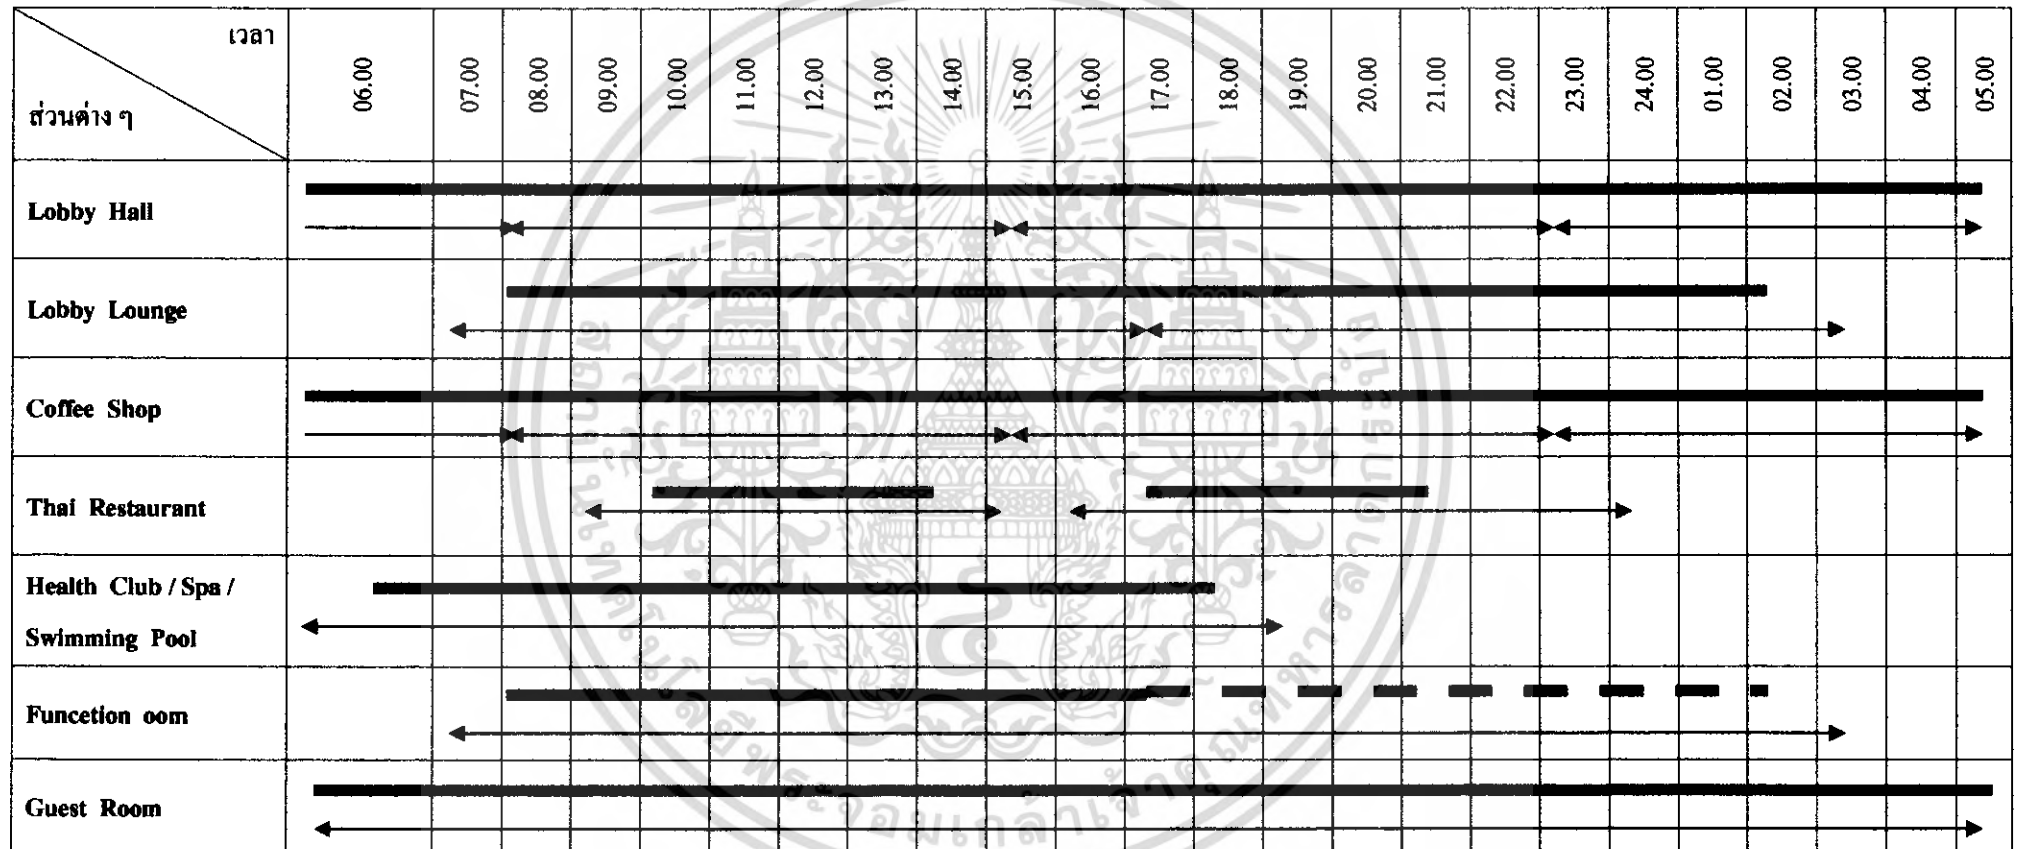 เวลา
ส่วนต่าง ๆ
06.00 07.00 08.00 09.00 10.00 11.00 12.00 13.00 14.00 15.00 16.00 17.00 18.00 19.00 20.00 21.00 22.00 23.00 24.00 01.00 02.00 03.00 04.00 05.00
Lobby Hall
Lobby Lounge
Coffee Shop
Thai Restaurant
Health Club / Spa /
Swimming Pool
Funcetion oom
Guest Room